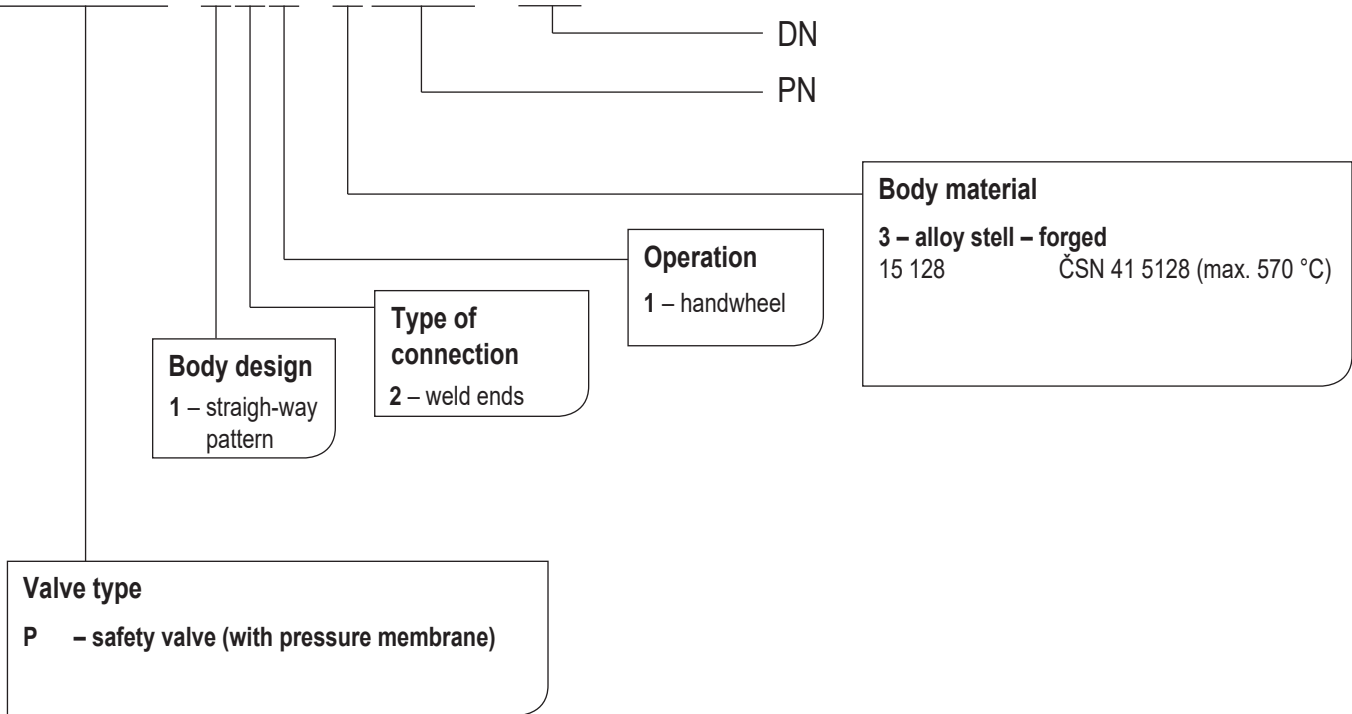 DN
PN
Body material
3 – alloy stell – forged
15 128 ČSN 41 5128 (max. 570 °C)
Operation
1 – handwheel
Type of
connection
2 – weld ends
Body design
1 – straigh-way
pattern
Valve type
P – safety valve (with pressure membrane)